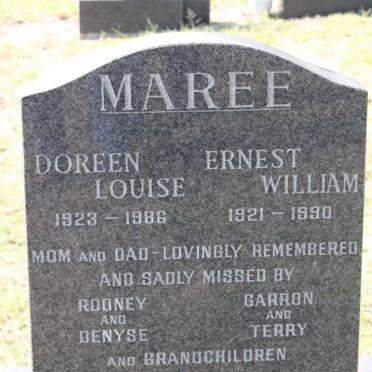 MAREE
DOREEN LOUISE
1923 - 1986
ERNEST WILLIAM
1921 - 1990
MOM AND DAD - LOVINGLY REMEMBERED
AND SADLY MISSED BY
RODNEY AND DENYSE
GARRON AND TERRY
AND GRANDCHILDREN